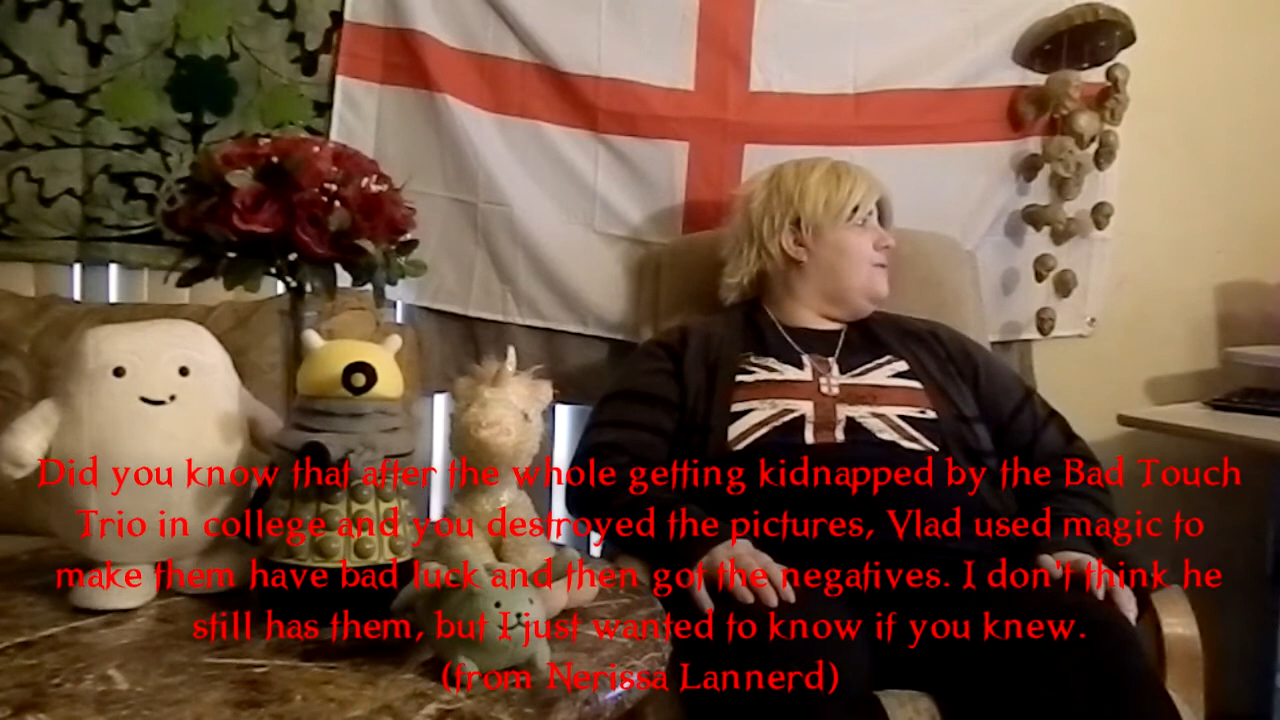 Did you know that after the whole getting kidnapped by the Bad Touch
Trio in college and you destroyed the pictures, Vlad used magic to
make them have bad luck and then got the negatives. I don't think he
still has them, but I just wanted to know if you knew.
(from Nerissa Lannerd)